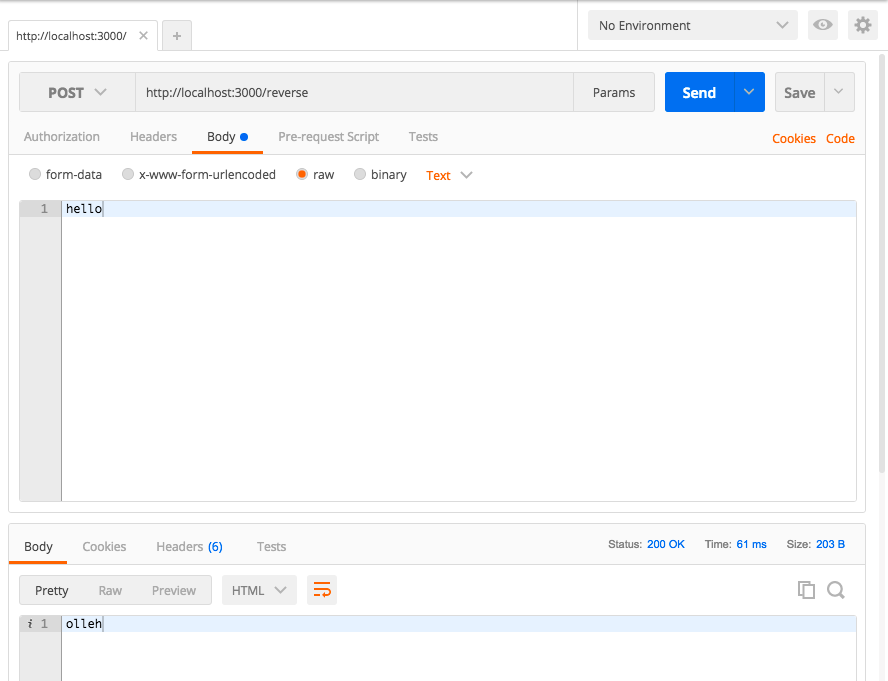 http://localhost:3000/
No Environment
POST http://localhost:3000/reverse Params Send Save
Authorization Headers Body Pre-request Script Tests Cookies Code
form-data x-www-form-urlencoded raw binary Text
1 hello
Body Cookies Headers (6) Tests Status: 200 OK Time: 61 ms Size: 203 B
Pretty Raw Preview HTML
i 1 olleh